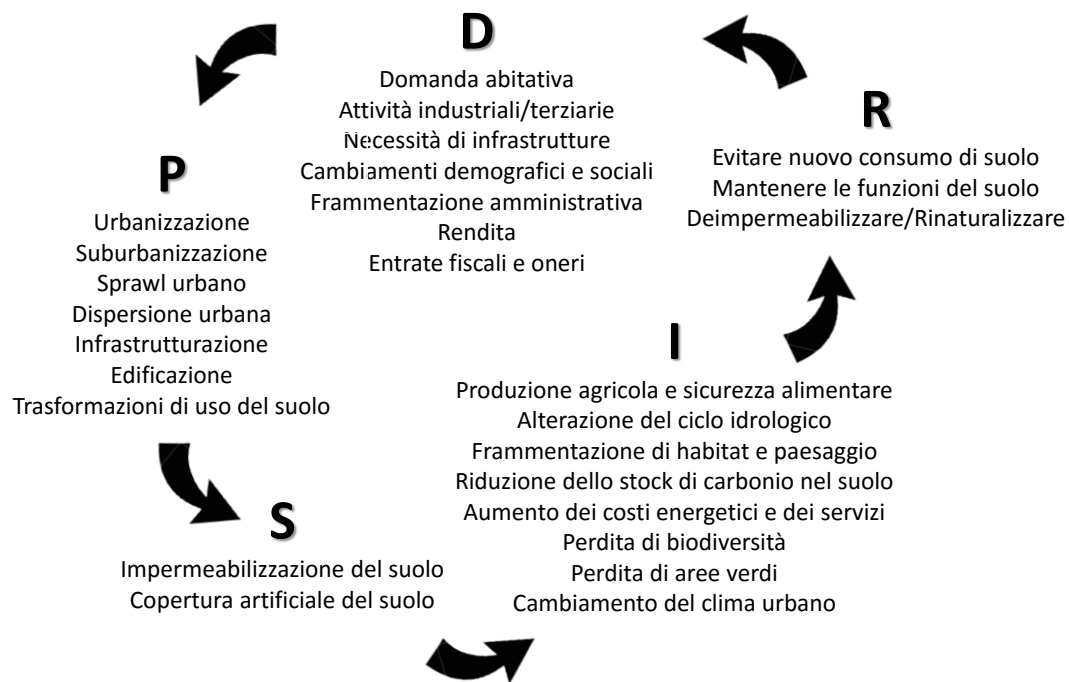 D
Domanda abitativa
Attività industriali/terziarie
Necessità di infrastrutture
Cambiamenti demografici e sociali
Frammentazione amministrativa
Rendita
Entrate fiscali e oneri
P
Urbanizzazione
Suburbanizzazione
Sprawl urbano
Dispersione urbana
Infrastrutturazione
Edificazione
Trasformazioni di uso del suolo
S
Impermeabilizzazione del suolo
Copertura artificiale del suolo
I
Produzione agricola e sicurezza alimentare
Alterazione del ciclo idrologico
Frammentazione di habitat e paesaggio
Riduzione dello stock di carbonio nel suolo
Aumento dei costi energetici e dei servizi
Perdita di biodiversità
Perdita di aree verdi
Cambiamento del clima urbano
R
Evitare nuovo consumo di suolo
Mantenere le funzioni del suolo
Deimpermeabilizzare/Rinaturalizzare